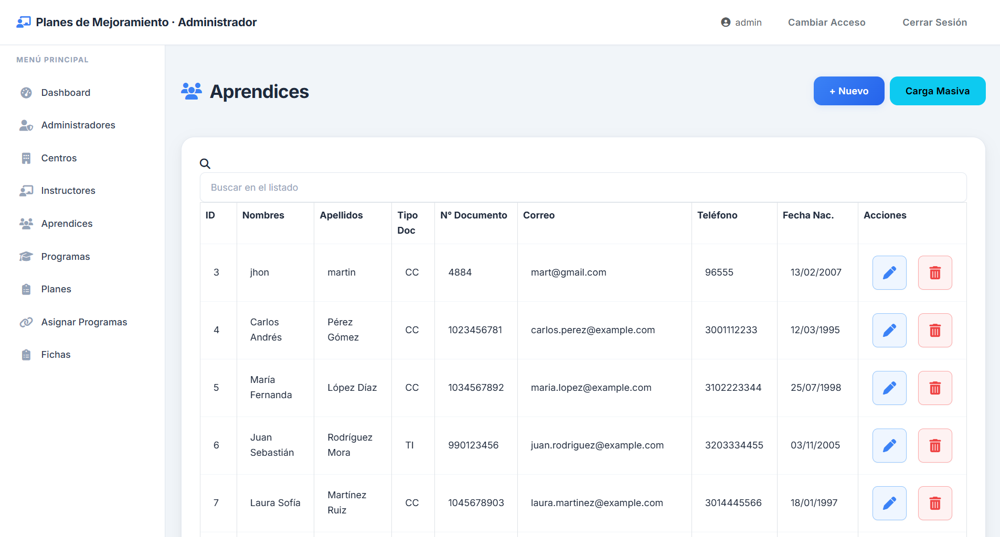 Planes de Mejoramiento · Administrador
admin
Cambiar Acceso
Cerrar Sesión
MENÚ PRINCIPAL
Dashboard
Administradores
Centros
Instructores
Aprendices
Programas
Planes
Asignar Programas
Fichas
Aprendices
+ Nuevo
Carga Masiva
Buscar en el listado
ID Nombres Apellidos Tipo Doc N° Documento Correo Teléfono Fecha Nac. Acciones
3 jhon martin CC 4884 mart@gmail.com 96555 13/02/2007
4 Carlos Andrés Pérez Gómez CC 1023456781 carlos.perez@example.com 3001112233 12/03/1995
5 María Fernanda López Díaz CC 1034567892 maria.lopez@example.com 3102223344 25/07/1998
6 Juan Sebastián Rodríguez Mora TI 990123456 juan.rodriguez@example.com 3203334455 03/11/2005
7 Laura Sofía Martínez Ruiz CC 1045678903 laura.martinez@example.com 3014445566 18/01/1997